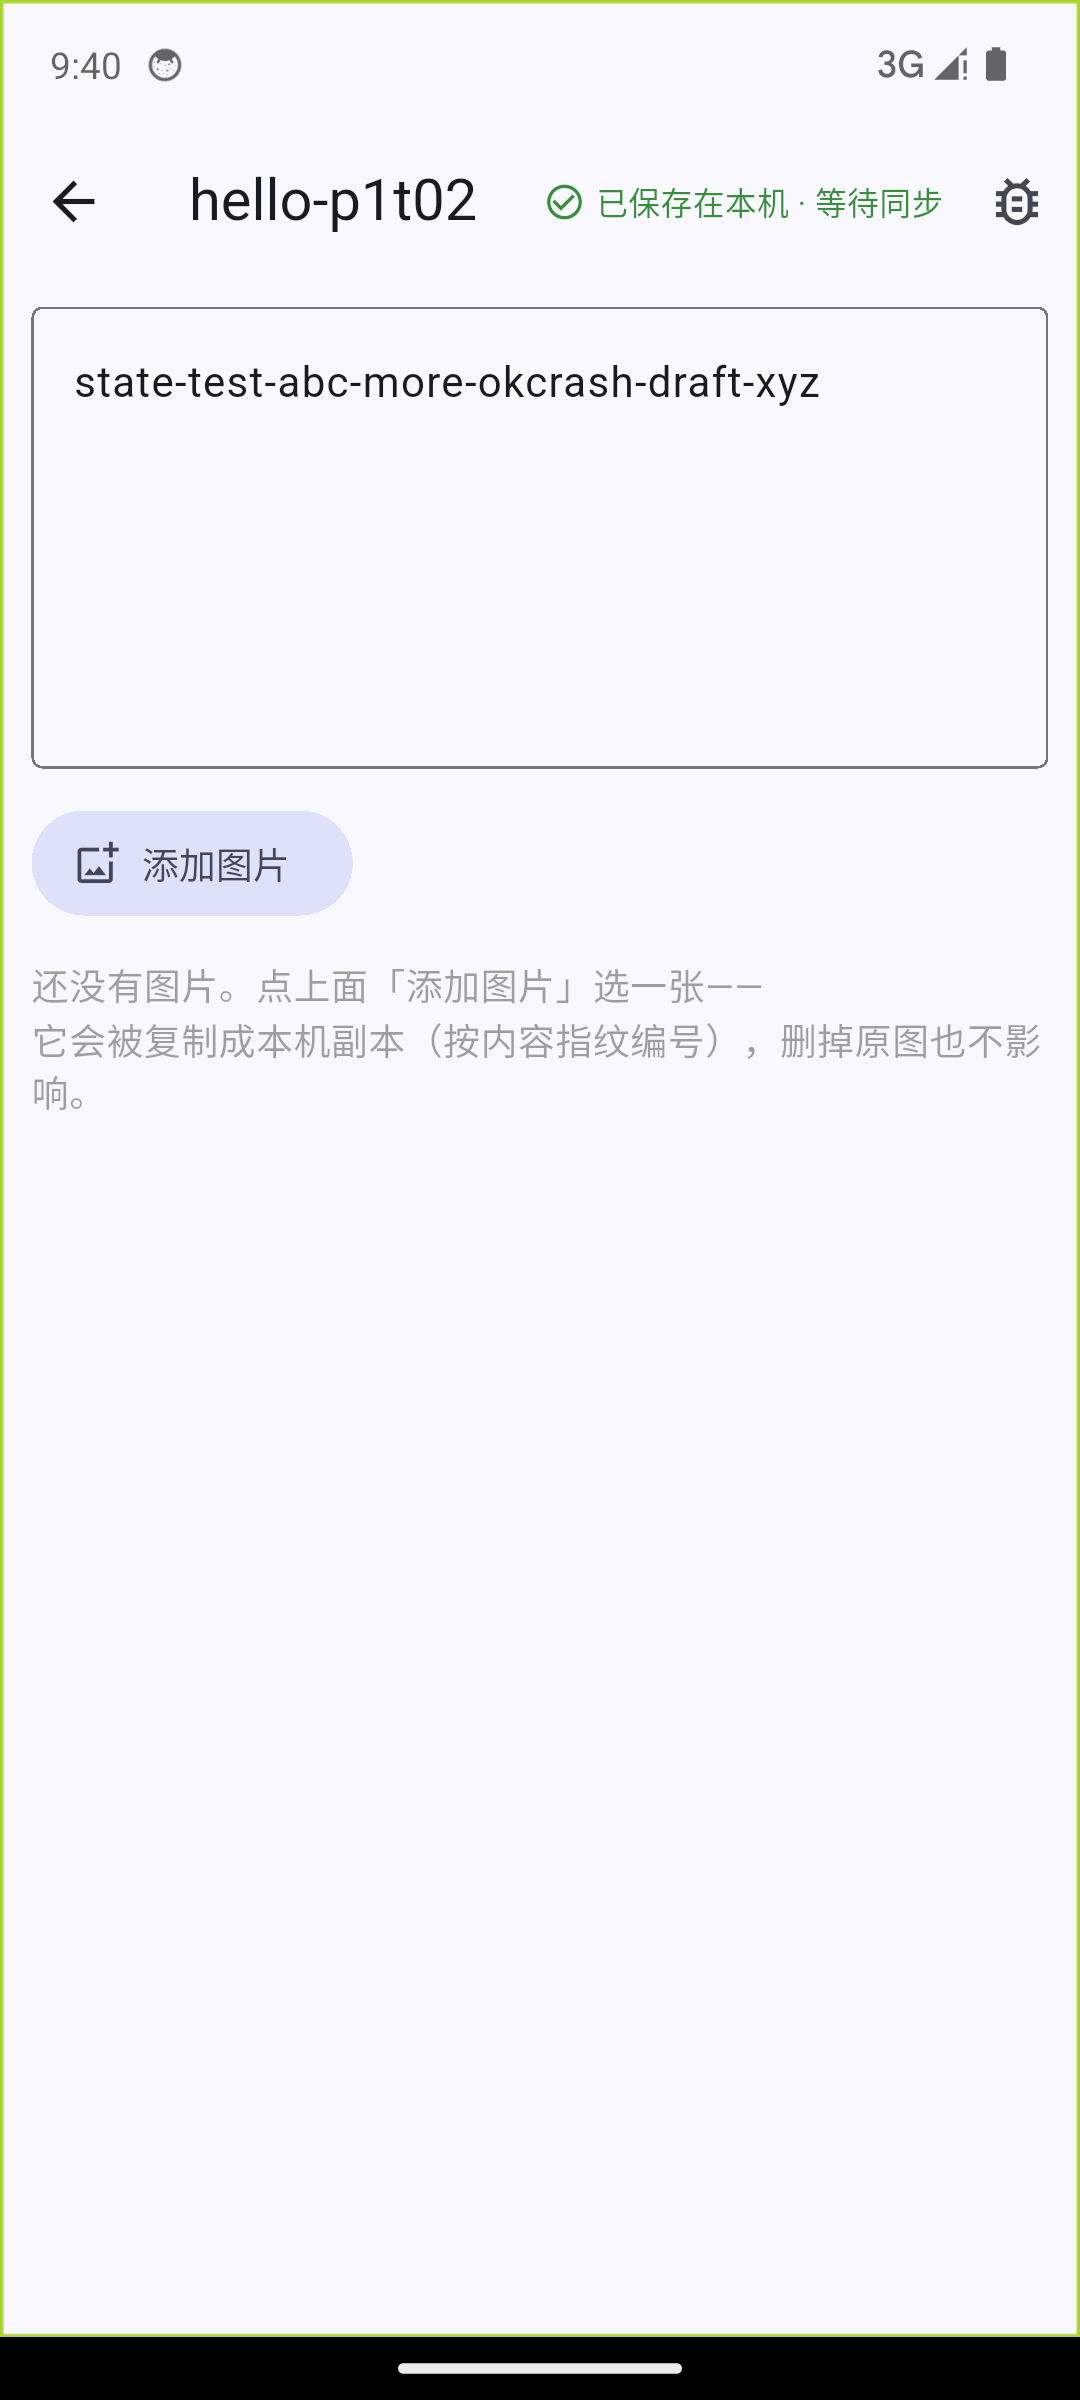 9:40
3G
hello-p1t02
已保存在本机 · 等待同步
state-test-abc-more-okcrash-draft-xyz
添加图片
还没有图片。点上面「添加图片」选一张——
它会被复制成本机副本（按内容指纹编号），删掉原图也不影
响。